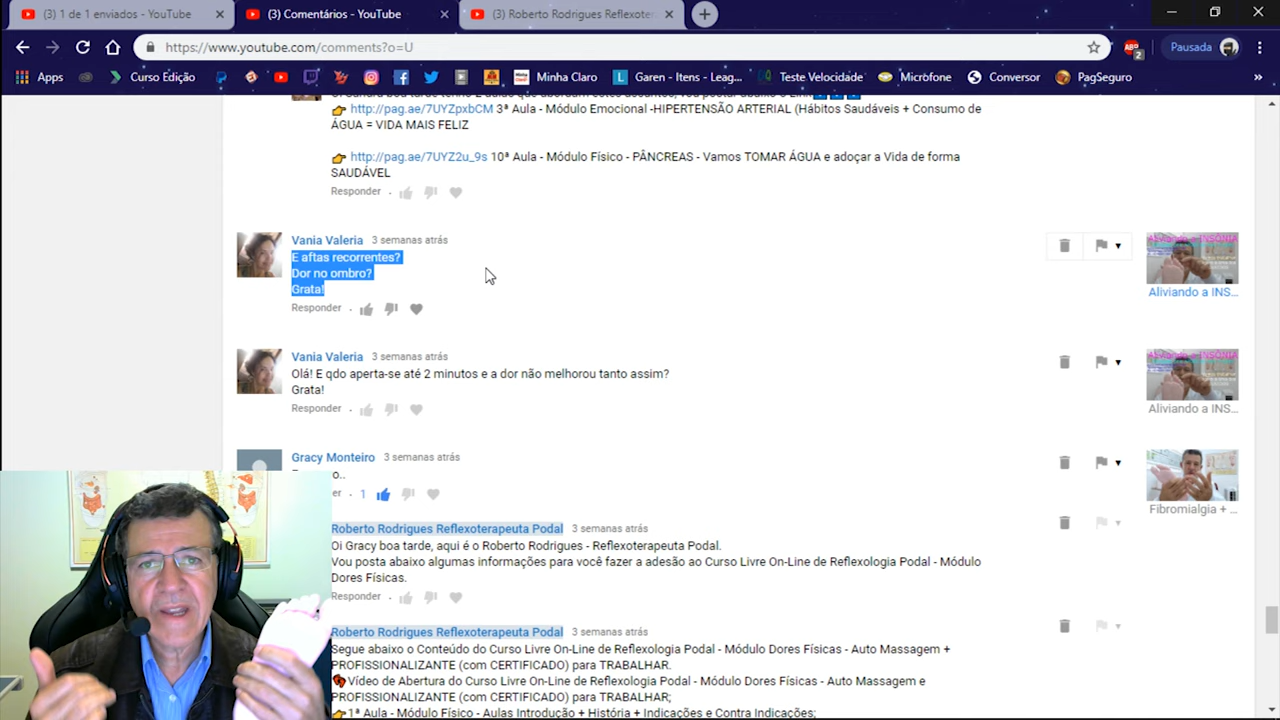 (3) 1 de 1 enviados - YouTube
(3) Comentários - YouTube
(3) Roberto Rodrigues Reflexoter
https://www.youtube.com/comments?o=U
ABP
2
Pausada
Apps
Curso Edição
Minha Claro
Garen - Itens - Leag...
Teste Velocidade
Microfone
Conversor
PagSeguro
»
http://pag.ae/7UYZpxbCM 3ª Aula - Módulo Emocional -HIPERTENSÃO ARTERIAL (Hábitos Saudáveis + Consumo de
ÁGUA = VIDA MAIS FELIZ
http://pag.ae/7UYZ2u_9s 10ª Aula - Módulo Físico - PÂNCREAS - Vamos TOMAR ÁGUA e adoçar a Vida de forma
SAUDÁVEL
Responder
Vania Valeria 3 semanas atrás
E aftas recorrentes?
Dor no ombro?
Grata!
Responder
Aliviando a INS...
Vania Valeria 3 semanas atrás
Olá! E qdo aperta-se até 2 minutos e a dor não melhorou tanto assim?
Grata!
Responder
Aliviando a INS...
Gracy Monteiro 3 semanas atrás
1
Fibromialgia + ...
Roberto Rodrigues Reflexoterapeuta Podal 3 semanas atrás
Oi Gracy boa tarde, aqui é o Roberto Rodrigues - Reflexoterapeuta Podal.
Vou posta abaixo algumas informações para você fazer a adesão ao Curso Livre On-Line de Reflexologia Podal - Módulo
Dores Físicas.
Responder
Roberto Rodrigues Reflexoterapeuta Podal 3 semanas atrás
Segue abaixo o Conteúdo do Curso Livre On-Line de Reflexologia Podal - Módulo Dores Físicas - Auto Massagem +
PROFISSIONALIZANTE (com CERTIFICADO) para TRABALHAR.
Vídeo de Abertura do Curso Livre On-Line de Reflexologia Podal - Módulo Dores Físicas - Auto Massagem e
PROFISSIONALIZANTE (com CERTIFICADO) para TRABALHAR;
1ª Aula - Módulo Físico - Aulas Introdução + História + Indicações e Contra Indicações;